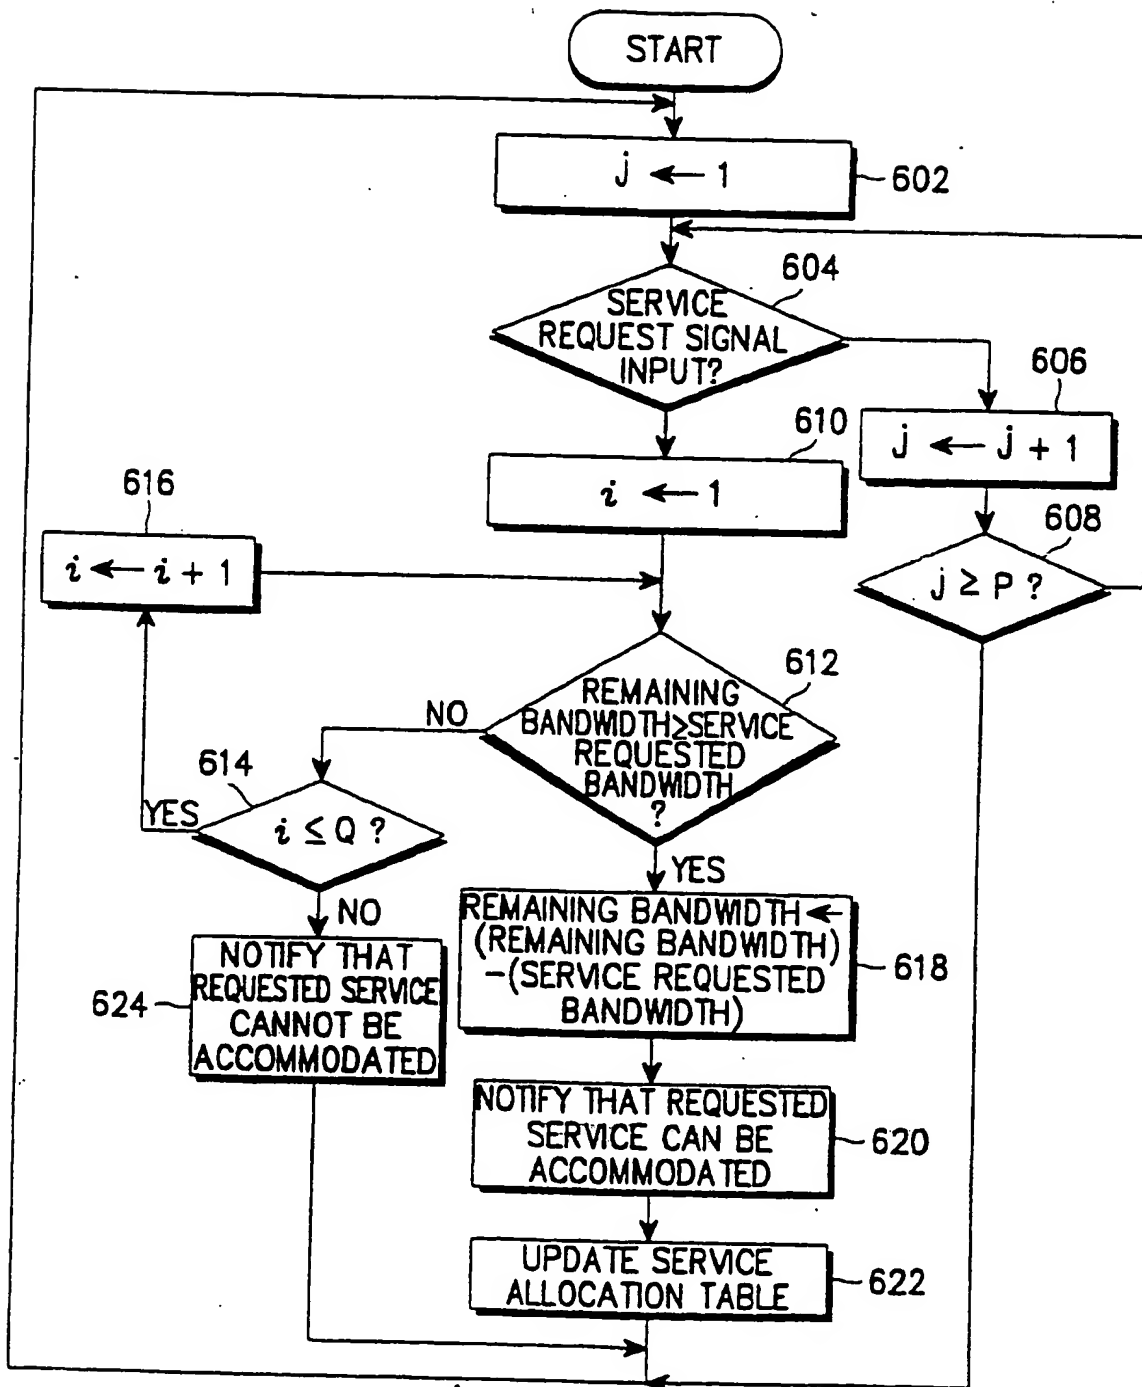 START
j ← 1
602
604
SERVICE
REQUEST SIGNAL
INPUT?
606
j ← j + 1
610
i ← 1
608
j ≥ P ?
616
i ← i + 1
612
REMAINING
BANDWIDTH≥SERVICE
REQUESTED
BANDWIDTH
?
NO
614
YES
i ≤ Q ?
YES
NO
REMAINING BANDWIDTH ←
(REMAINING BANDWIDTH)
-(SERVICE REQUESTED
BANDWIDTH)
618
NOTIFY THAT
REQUESTED SERVICE
CANNOT BE
ACCOMMODATED
624
NOTIFY THAT REQUESTED
SERVICE CAN BE
ACCOMMODATED
620
UPDATE SERVICE
ALLOCATION TABLE
622